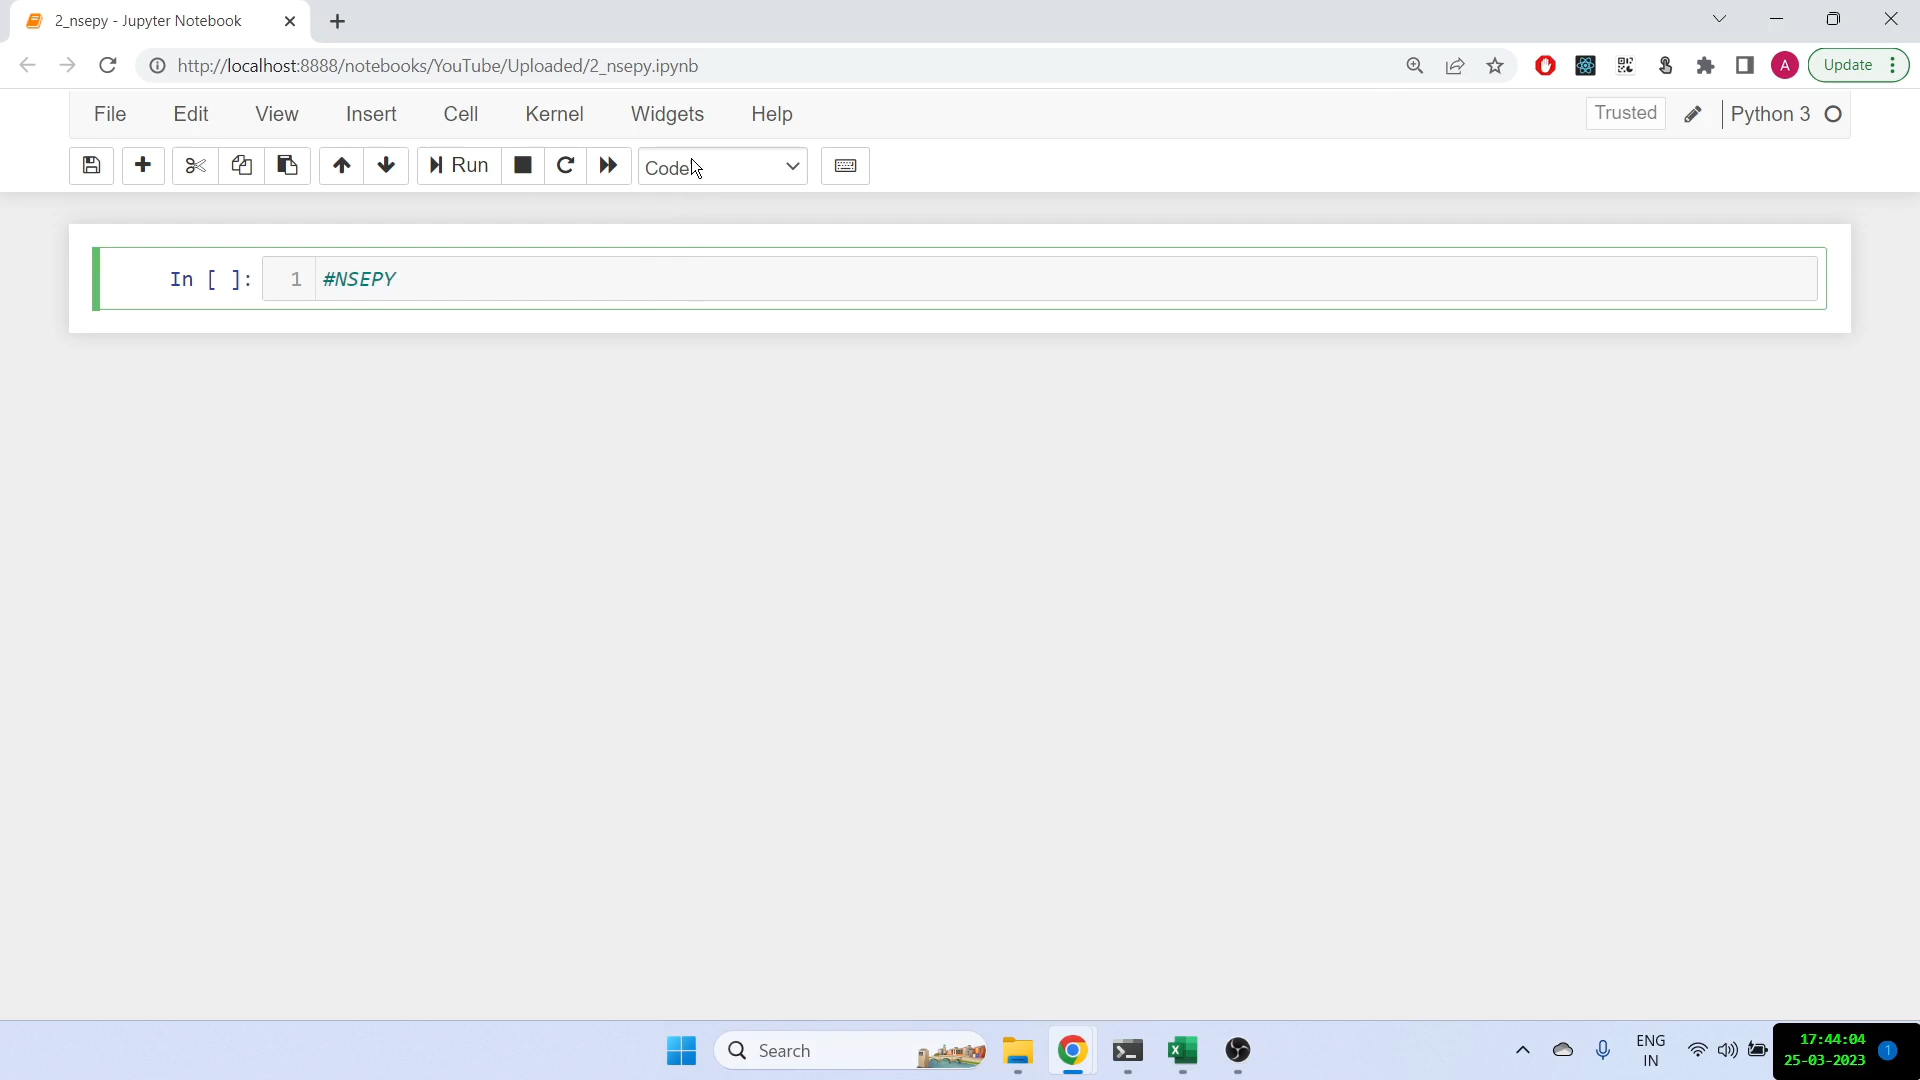 2_nsepy - Jupyter Notebook
http://localhost:8888/notebooks/YouTube/Uploaded/2_nsepy.ipynb
A
Update
File Edit View Insert Cell Kernel Widgets Help
Trusted
Python 3
Run
Code
In [ ]:
1 #NSEPY
Search
ENG
IN
17:44:04
25-03-2023
1